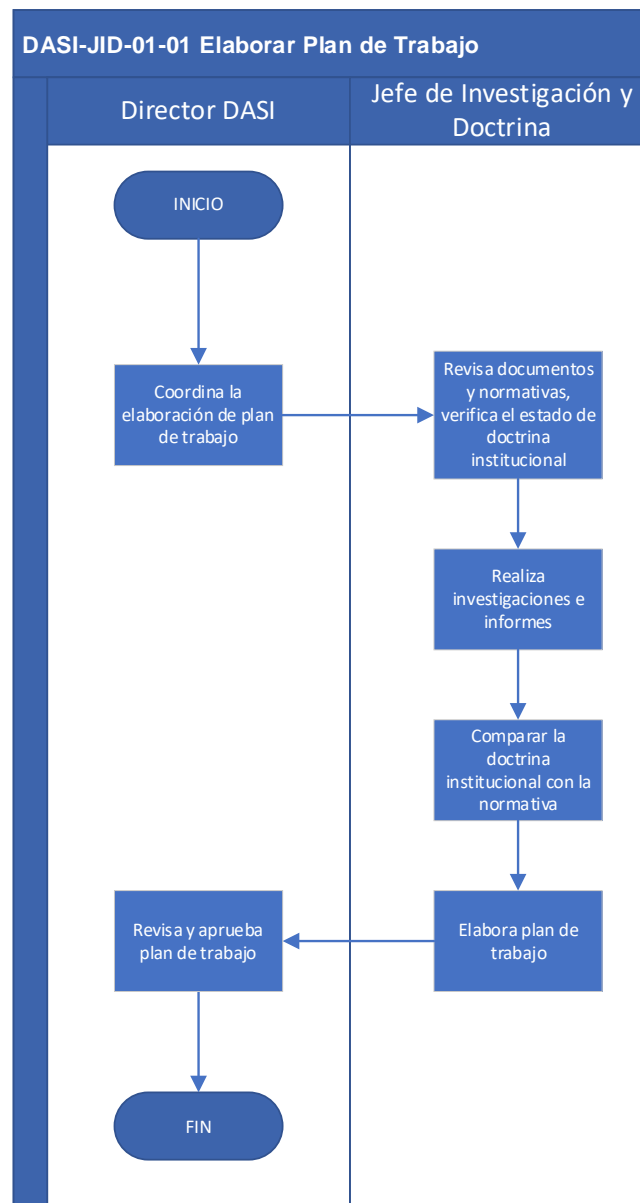 DASI-JID-01-01 Elaborar Plan de Trabajo
Director DASI
Jefe de Investigación y
Doctrina
INICIO
Coordina la
elaboración de plan
de trabajo
Revisa documentos
y normativas,
verifica el estado de
doctrina
institucional
Realiza
investigaciones e
informes
Comparar la
doctrina
institucional con la
normativa
Elabora plan de
trabajo
Revisa y aprueba
plan de trabajo
FIN